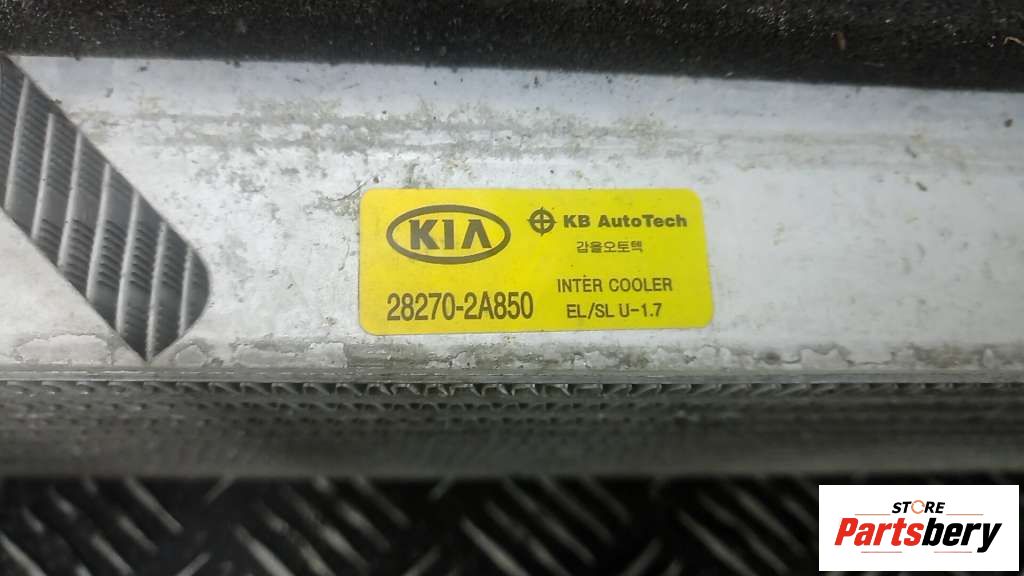 KIA
KB AutoTech
갑을오토텍
28270-2A850
INTER COOLER
EL/SL U-1.7
STORE
Partsbery